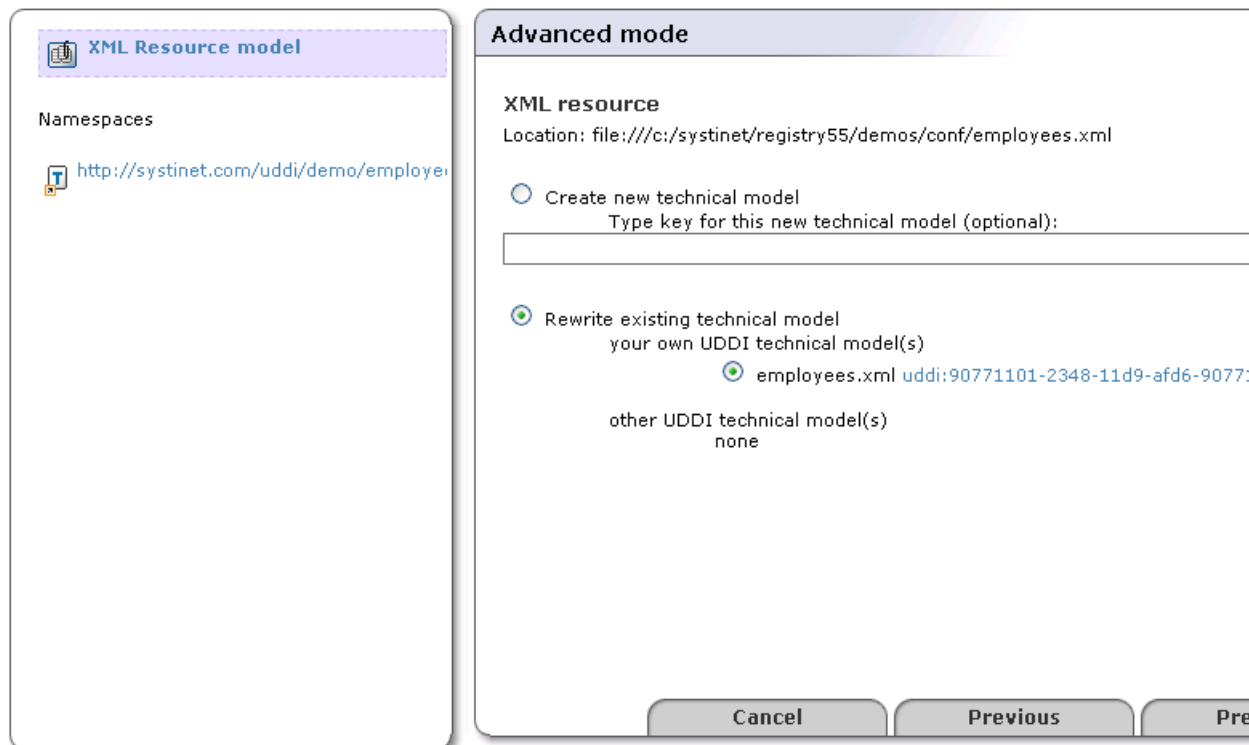 XML Resource model
Namespaces
http://systinet.com/uddi/demo/employe
Advanced mode
XML resource
Location: file:///c:/systinet/registry55/demos/conf/employees.xml
Create new technical model
Type key for this new technical model (optional):
Rewrite existing technical model
your own UDDI technical model(s)
employees.xml uddi:90771101-2348-11d9-afd6-90771
other UDDI technical model(s)
none
Cancel
Previous
Pre